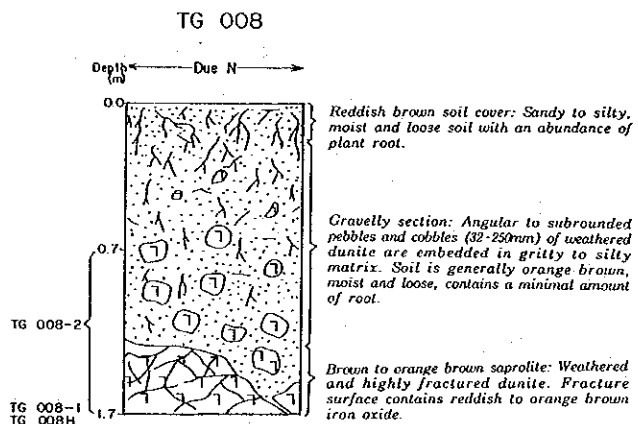 TG 008
Depth
(m)
Due N
0.0
Reddish brown soil cover: Sandy to silty,
moist and loose soil with an abundance of
plant root.
Gravelly section: Angular to subrounded
pebbles and cobbles (32-250mm) of weathered
dunite are embedded in gritty to silty
matrix. Soil is generally orange brown,
moist and loose, contains a minimal amount
of root.
0.7
TG 008-2
Brown to orange brown saprolite: Weathered
and highly fractured dunite. Fracture
surface contains reddish to orange brown
iron oxide.
TG 008-1
TG 008H
1.7